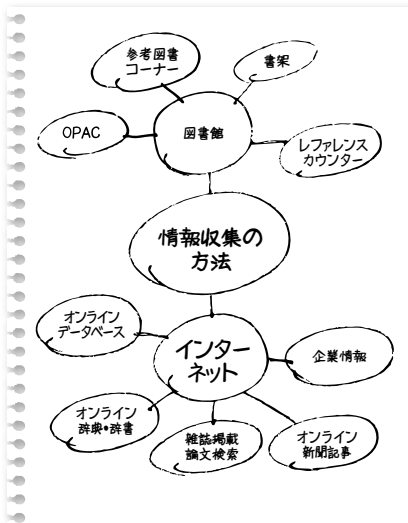 参考図書
コーナー
書架
OPAC
図書館
レファレンス
カウンター
情報収集の
方法
オンライン
データベース
インター
ネット
企業情報
オンライン
辞典•辞書
雑誌掲載
論文検索
オンライン
新聞記事